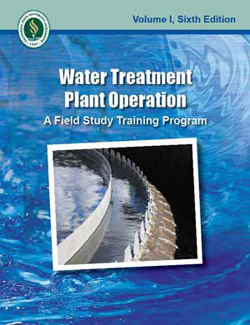 Volume I, Sixth Edition
Water Treatment
Plant Operation
A Field Study Training Program